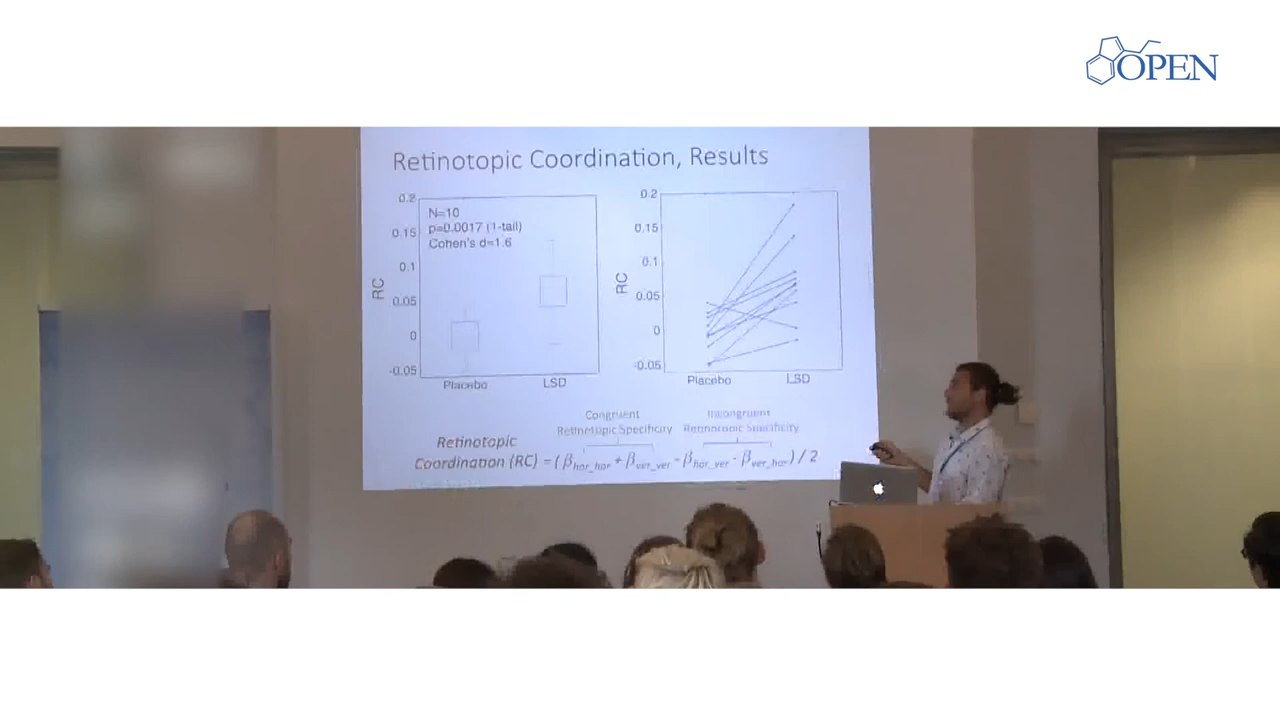 OPEN
Retinotopic Coordination, Results
0.2
0.15
0.1
0.05
0
-0.05
RC
N=10
p=0.0017 (1-tail)
Cohen's d=1.6
Placebo
LSD
0.2
0.15
0.1
0.05
0
-0.05
RC
Placebo
LSD
Congruent
Retinotopic Specificity
Incongruent
Retinotopic Specificity
Retinotopic
Coordination (RC) = ( βhor_hor + βver_ver - βhor_ver - βver_hor ) / 2